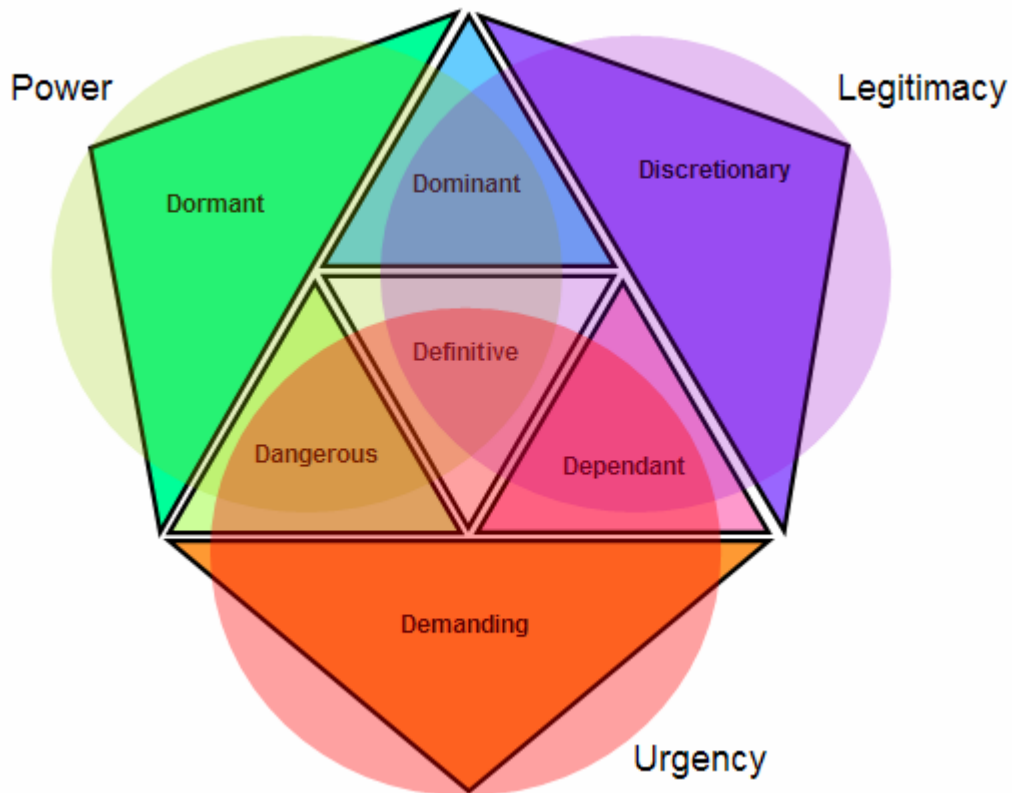 Power
Legitimacy
Dormant
Dominant
Discretionary
Definitive
Dangerous
Dependant
Demanding
Urgency